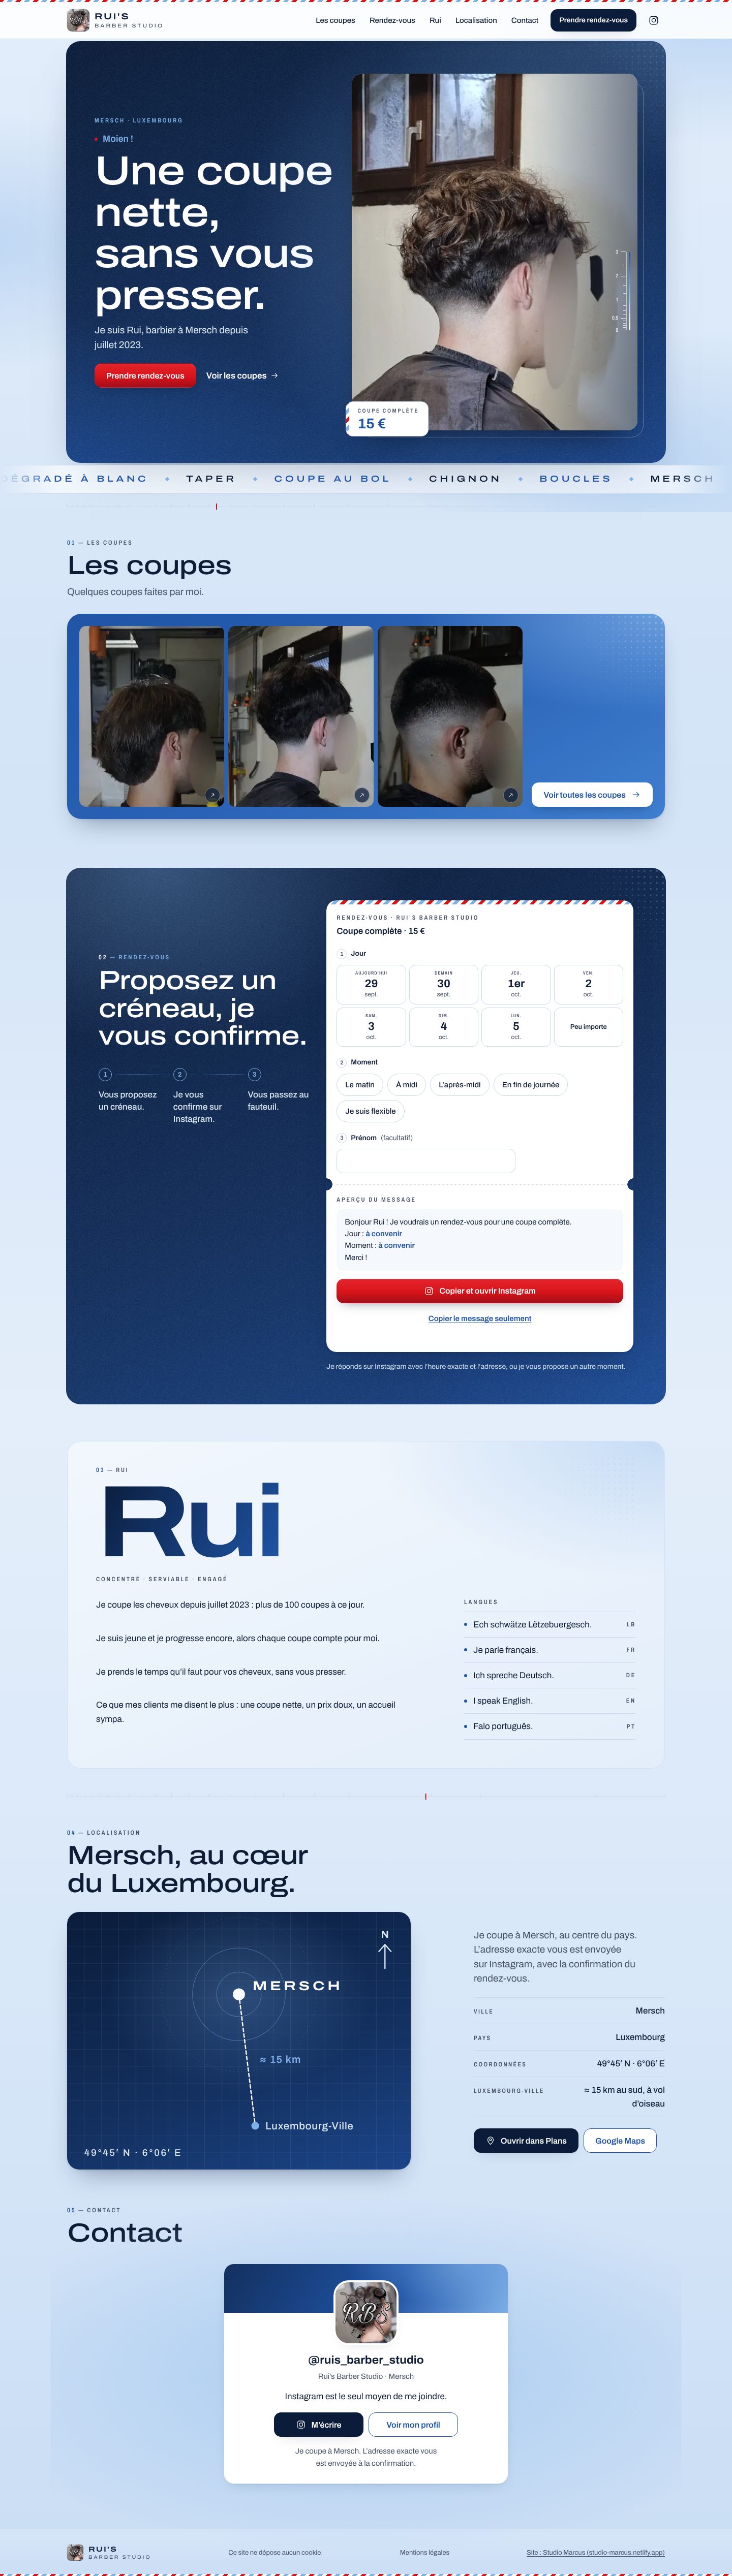 RUI'S
BARBER STUDIO
Les coupes
Rendez-vous
Rui
Localisation
Contact
Prendre rendez-vous
MERSCH · LUXEMBOURG
Moien !
Une coupe
nette,
sans vous
presser.
Je suis Rui, barbier à Mersch depuis
juillet 2023.
Prendre rendez-vous
Voir les coupes →
3
2
1
0.5
0
COUPE COMPLÈTE
15 €
DÉGRADÉ À BLANC
TAPER
COUPE AU BOL
CHIGNON
BOUCLES
MERSCH
01 — LES COUPES
Les coupes
Quelques coupes faites par moi.
Voir toutes les coupes →
02 — RENDEZ-VOUS
Proposez un
créneau, je
vous confirme.
1
2
3
Vous proposez
un créneau.
Je vous
confirme sur
Instagram.
Vous passez au
fauteuil.
RENDEZ-VOUS · RUI'S BARBER STUDIO
Coupe complète · 15 €
1 Jour
AUJOURD'HUI
29
sept.
DEMAIN
30
sept.
JEU.
1er
oct.
VEN.
2
oct.
SAM.
3
oct.
DIM.
4
oct.
LUN.
5
oct.
Peu importe
2 Moment
Le matin
À midi
L'après-midi
En fin de journée
Je suis flexible
3 Prénom (facultatif)
APERÇU DU MESSAGE
Bonjour Rui ! Je voudrais un rendez-vous pour une coupe complète.
Jour : à convenir
Moment : à convenir
Merci !
Copier et ouvrir Instagram
Copier le message seulement
Je réponds sur Instagram avec l'heure exacte et l'adresse, ou je vous propose un autre moment.
03 — RUI
Rui
CONCENTRÉ · SERVIABLE · ENGAGÉ
Je coupe les cheveux depuis juillet 2023 : plus de 100 coupes à ce jour.
Je suis jeune et je progresse encore, alors chaque coupe compte pour moi.
Je prends le temps qu'il faut pour vos cheveux, sans vous presser.
Ce que mes clients me disent le plus : une coupe nette, un prix doux, un accueil
sympa.
LANGUES
Ech schwätze Lëtzebuergesch. LB
Je parle français. FR
Ich spreche Deutsch. DE
I speak English. EN
Falo português. PT
04 — LOCALISATION
Mersch, au cœur
du Luxembourg.
N
MERSCH
≈ 15 km
Luxembourg-Ville
49°45′ N · 6°06′ E
Je coupe à Mersch, au centre du pays.
L'adresse exacte vous est envoyée
sur Instagram, avec la confirmation du
rendez-vous.
VILLE Mersch
PAYS Luxembourg
COORDONNÉES 49°45′ N · 6°06′ E
LUXEMBOURG-VILLE ≈ 15 km au sud, à vol
d'oiseau
Ouvrir dans Plans
Google Maps
05 — CONTACT
Contact
RBS
@ruis_barber_studio
Rui's Barber Studio · Mersch
Instagram est le seul moyen de me joindre.
M'écrire
Voir mon profil
Je coupe à Mersch. L'adresse exacte vous
est envoyée à la confirmation.
RUI'S
BARBER STUDIO
Ce site ne dépose aucun cookie.
Mentions légales
Site : Studio Marcus (studio-marcus.netlify.app)